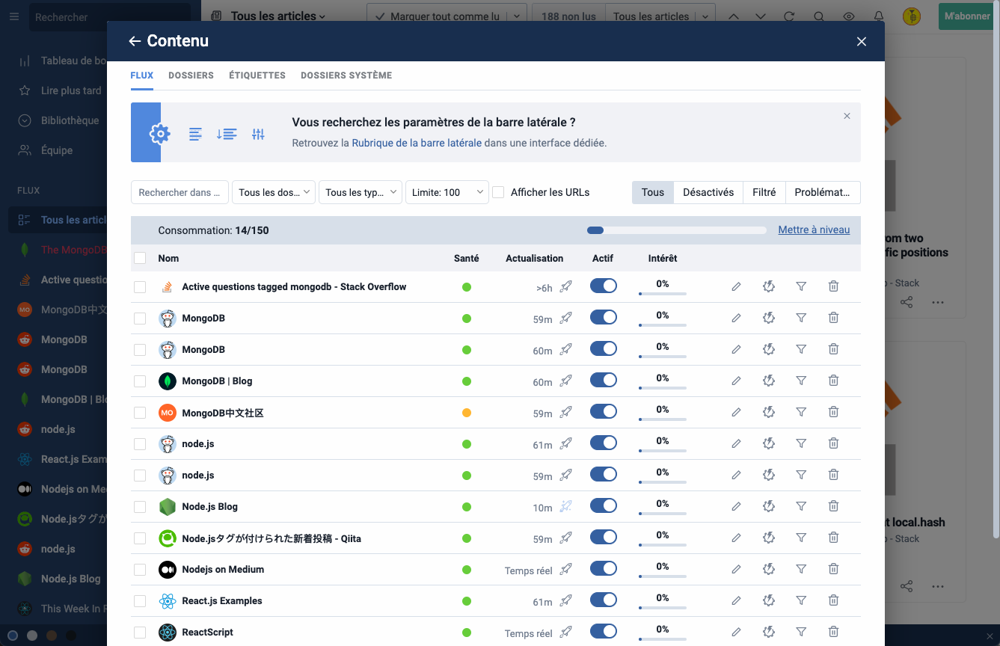 Rechercher
Tous les articles
Marquer tout comme lu
188 non lus
Tous les articles
M'abonner
Contenu
Tableau de bo
Lire plus tard
Bibliothèque
Équipe
FLUX
Tous les articl
The MongoDB
Active questio
MongoDB中文
MongoDB
MongoDB
MongoDB | Blo
node.js
React.js Exam
Nodejs on Me
Node.jsタグが
node.js
Node.js Blog
This Week In R
FLUX
DOSSIERS
ÉTIQUETTES
DOSSIERS SYSTÈME
Vous recherchez les paramètres de la barre latérale ?
Retrouvez la Rubrique de la barre latérale dans une interface dédiée.
Rechercher dans ...
Tous les dos...
Tous les typ...
Limite: 100
Afficher les URLs
Tous
Désactivés
Filtré
Problémat...
Consommation: 14/150
Mettre à niveau
Nom Santé Actualisation Actif Intérêt
Active questions tagged mongodb - Stack Overflow >6h 0%
MongoDB 59m 0%
MongoDB 60m 0%
MongoDB | Blog 60m 0%
MO MongoDB中文社区 59m 0%
node.js 61m 0%
node.js 59m 0%
Node.js Blog 10m 0%
Node.jsタグが付けられた新着投稿 - Qiita 59m 0%
Nodejs on Medium Temps réel 0%
React.js Examples 61m 0%
ReactScript Temps réel 0%
MO
om two
fic positions
- Stack
t local.hash
- Stack